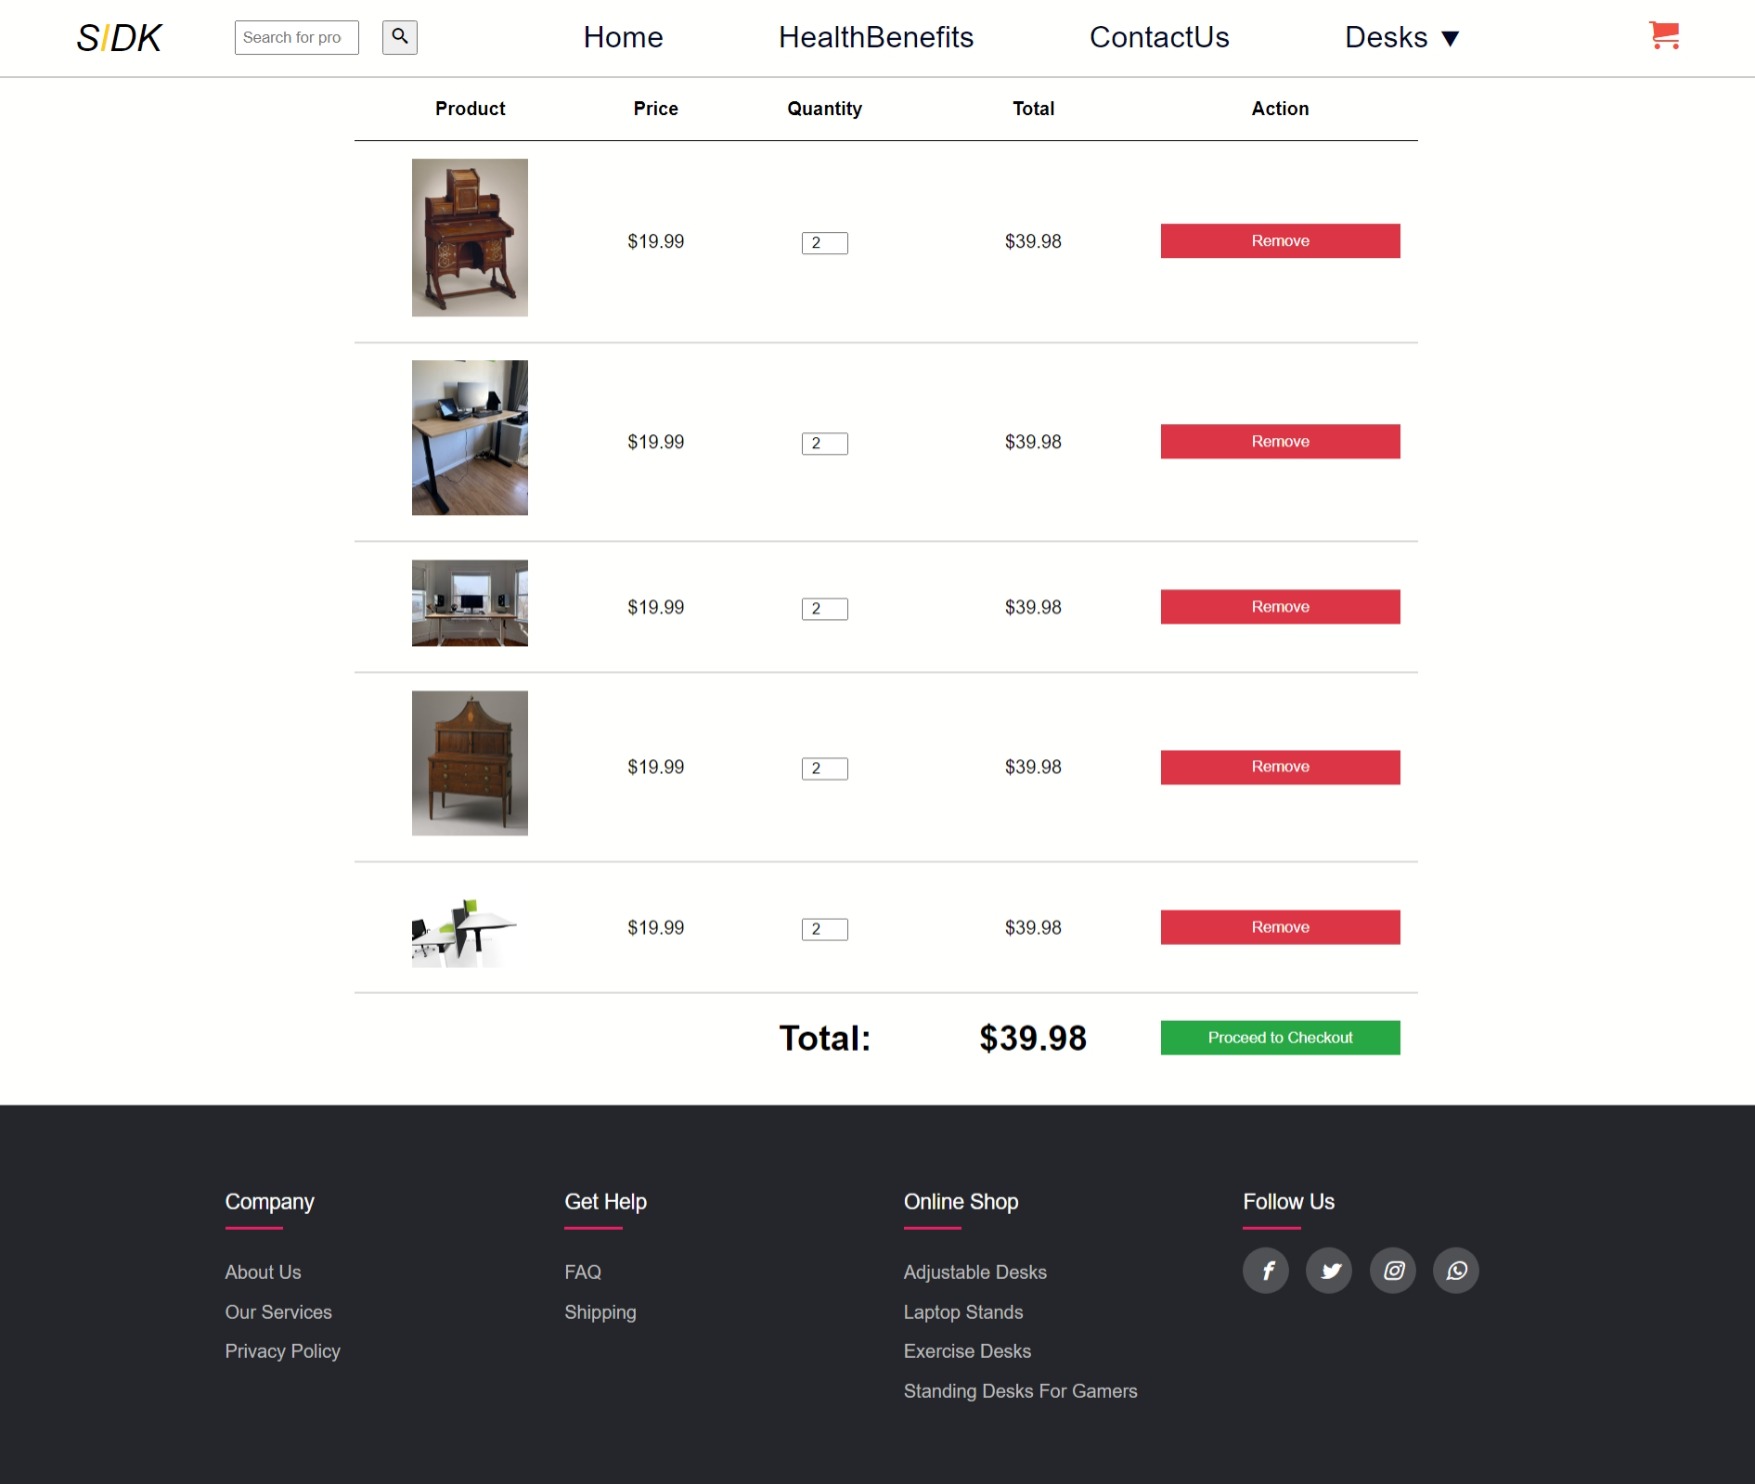 S/DK Search for pro Home HealthBenefits ContactUs Desks ▼
Product Price Quantity Total Action
$19.99 2 $39.98 Remove
$19.99 2 $39.98 Remove
$19.99 2 $39.98 Remove
$19.99 2 $39.98 Remove
$19.99 2 $39.98 Remove
Total: $39.98 Proceed to Checkout
Company
About Us
Our Services
Privacy Policy
Get Help
FAQ
Shipping
Online Shop
Adjustable Desks
Laptop Stands
Exercise Desks
Standing Desks For Gamers
Follow Us